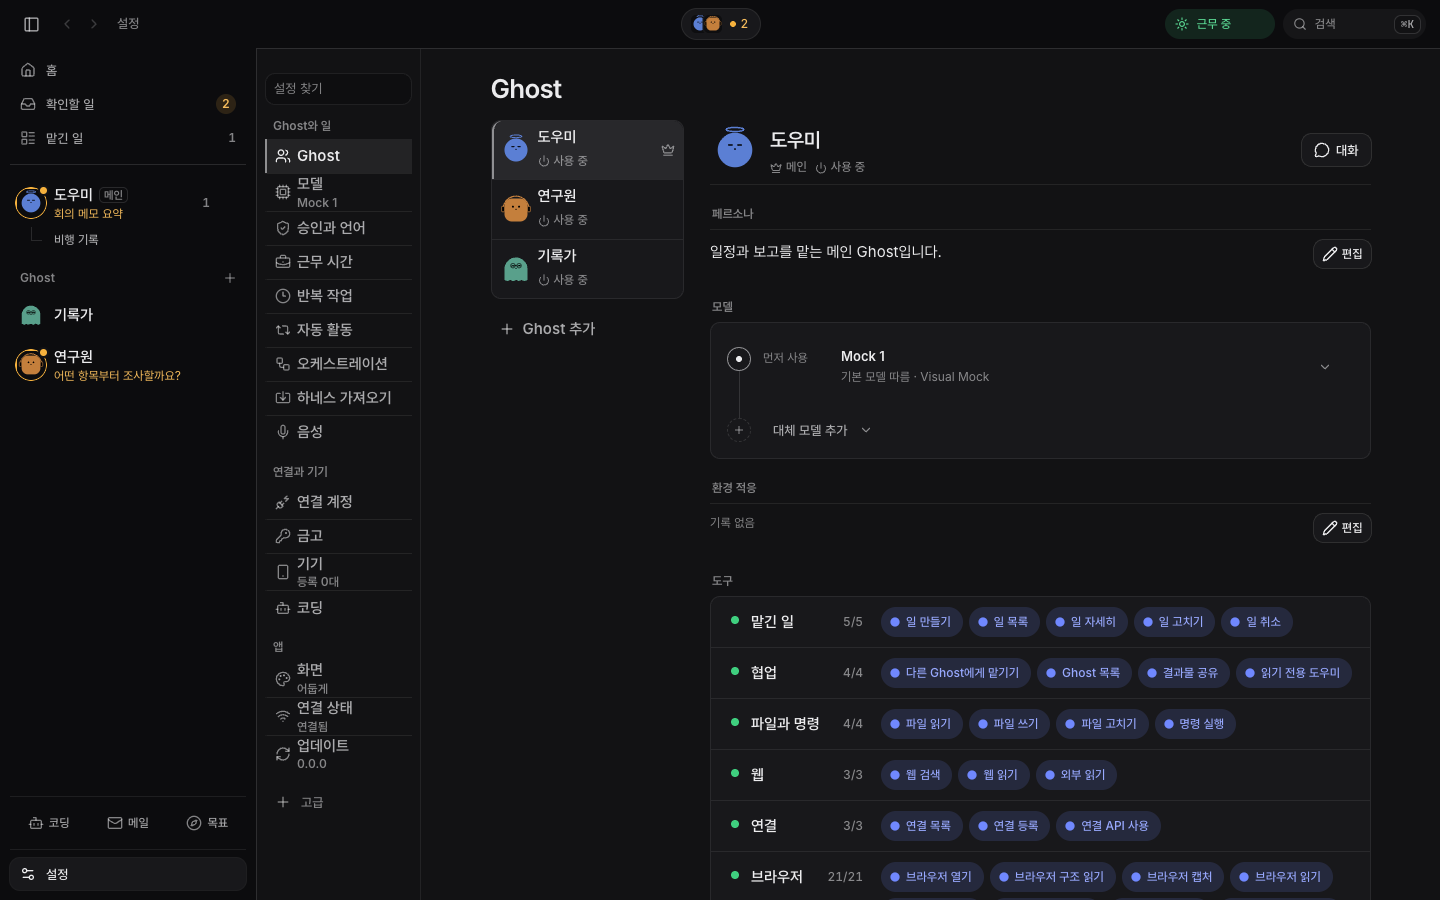 설정
2
근무 중
검색
⌘K
홈
확인할 일
2
맡긴 일
1
도우미
메인
회의 메모 요약
1
비행 기록
Ghost
기록가
연구원
어떤 항목부터 조사할까요?
코딩
메일
목표
설정
설정 찾기
Ghost와 일
Ghost
모델
Mock 1
승인과 언어
근무 시간
반복 작업
자동 활동
오케스트레이션
하네스 가져오기
음성
연결과 기기
연결 계정
금고
기기
등록 0대
코딩
앱
화면
어둡게
연결 상태
연결됨
업데이트
0.0.0
고급
Ghost
도우미
사용 중
연구원
사용 중
기록가
사용 중
Ghost 추가
도우미
메인
사용 중
대화
페르소나
일정과 보고를 맡는 메인 Ghost입니다.
편집
모델
먼저 사용
Mock 1
기본 모델 따름 · Visual Mock
대체 모델 추가
환경 적응
기록 없음
편집
도구
맡긴 일 5/5 일 만들기 일 목록 일 자세히 일 고치기 일 취소
협업 4/4 다른 Ghost에게 맡기기 Ghost 목록 결과물 공유 읽기 전용 도우미
파일과 명령 4/4 파일 읽기 파일 쓰기 파일 고치기 명령 실행
웹 3/3 웹 검색 웹 읽기 외부 읽기
연결 3/3 연결 목록 연결 등록 연결 API 사용
브라우저 21/21 브라우저 열기 브라우저 구조 읽기 브라우저 캡처 브라우저 읽기